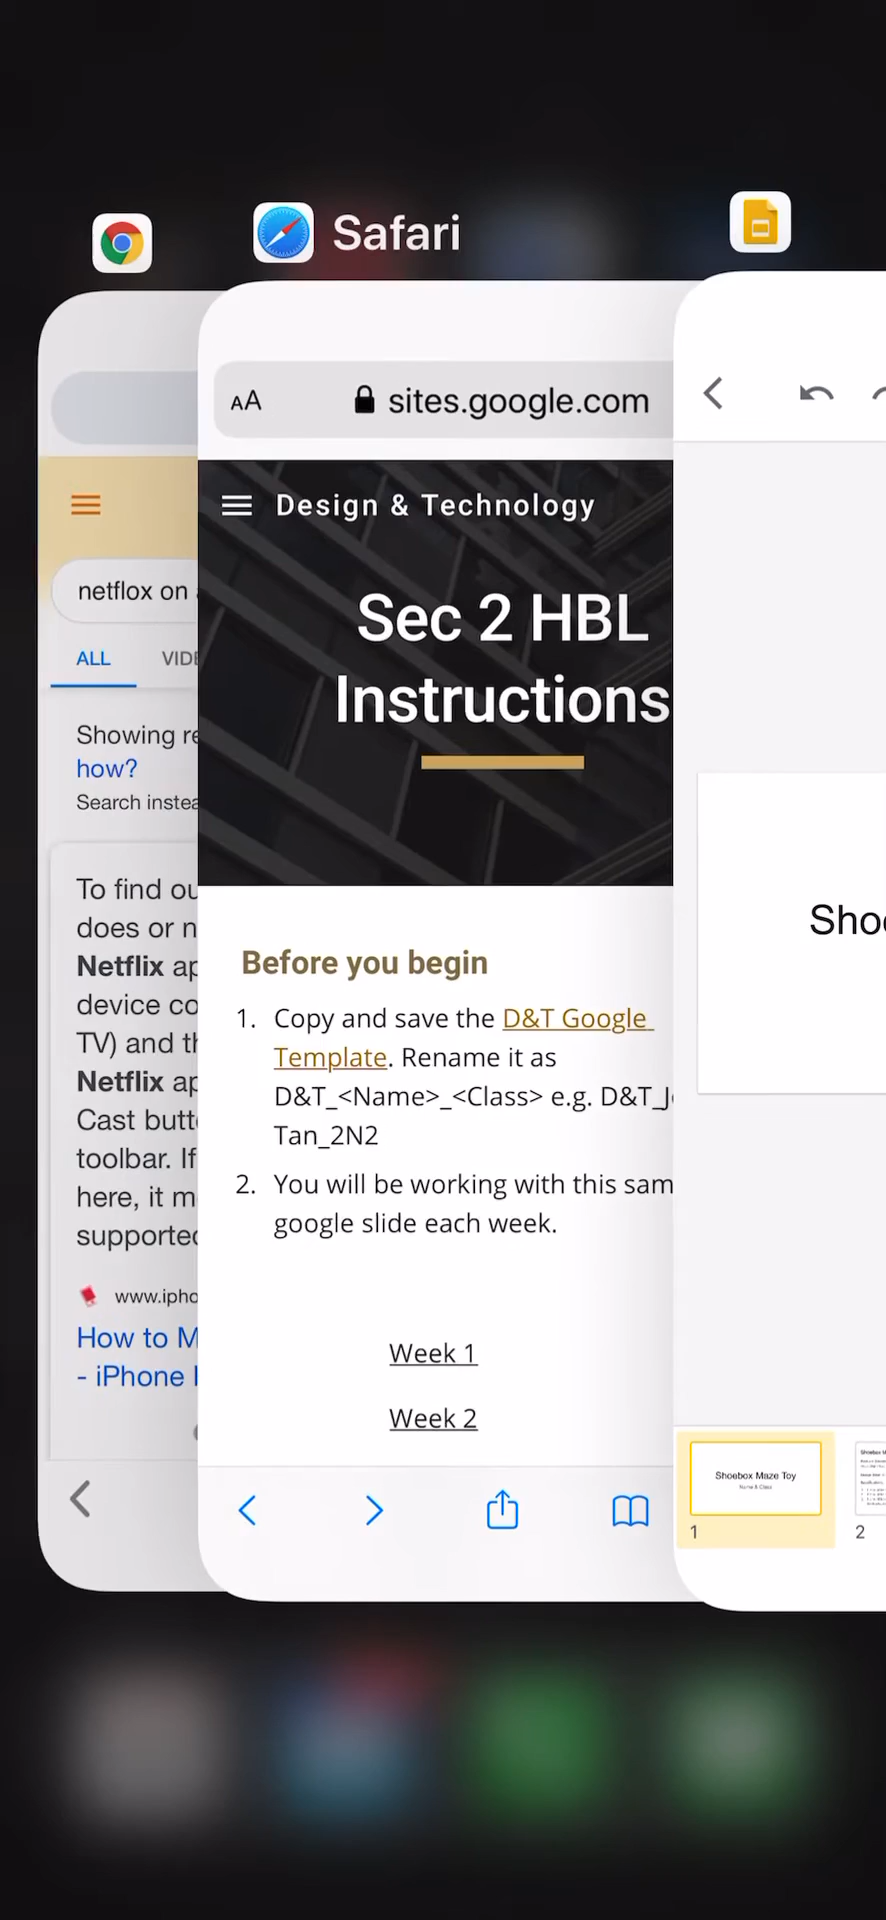 Safari
netflox on
ALL
Showing re
how?
Search instea
To find ou
does or n
Netflix ap
device co
TV) and th
Netflix ap
Cast butt
toolbar. If
here, it m
supported
www.ipho
How to M
- iPhone
AA
sites.google.com
Design & Technology
Sec 2 HBL
Instructions
Before you begin
1. Copy and save the D&T Google
Template. Rename it as
D&T_<Name>_<Class> e.g. D&T_J
Tan_2N2
2. You will be working with this sam
google slide each week.
Week 1
Week 2
Shoe
Shoebox Maze Toy
Name & Class
1
2